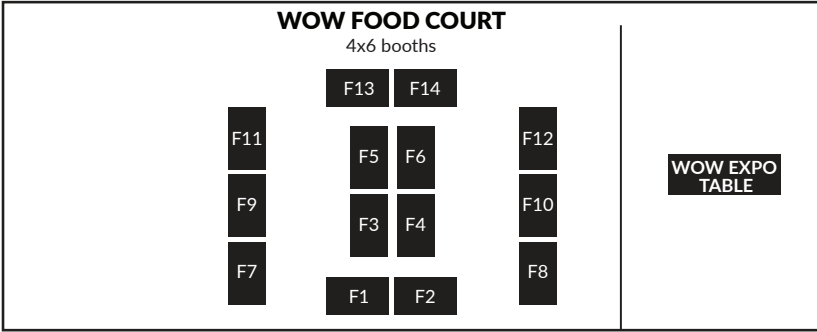 WOW FOOD COURT
4x6 booths
F13 F14
F11 F12
F5 F6
WOW EXPO
TABLE
F9 F10
F3 F4
F7 F8
F1 F2